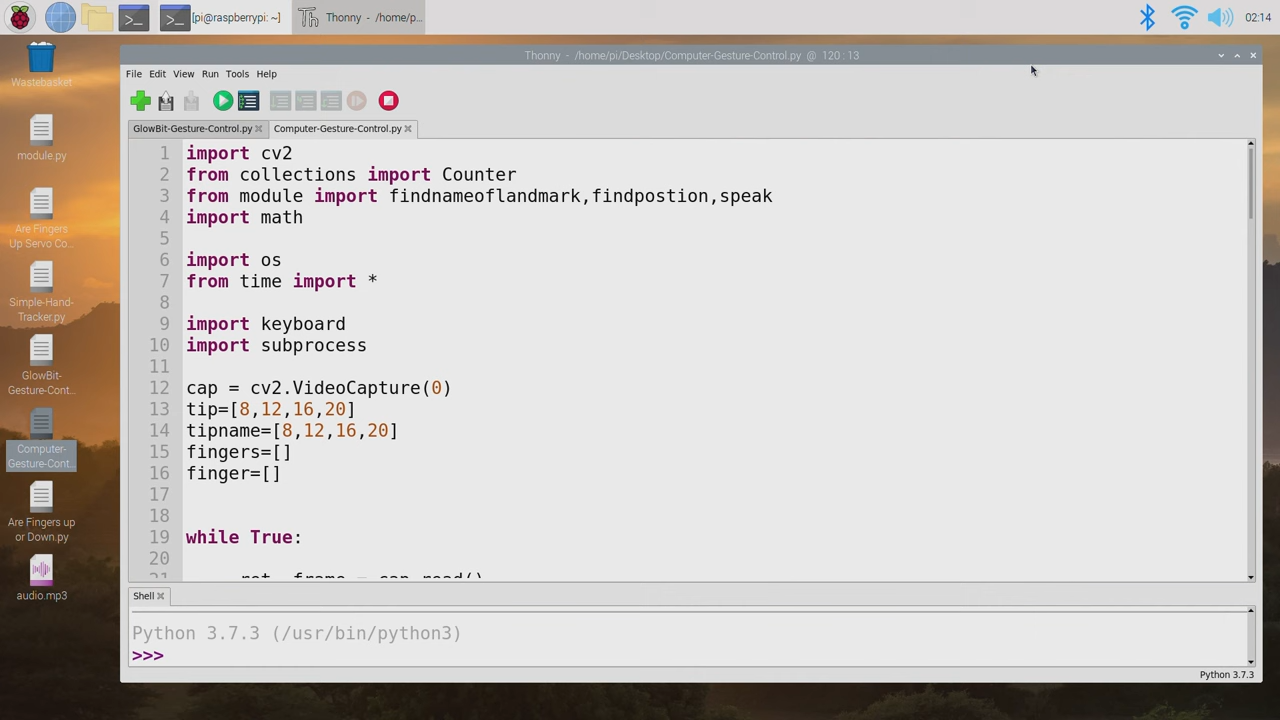 [pi@raspberrypi: ~]
Thonny - /home/p...
02:14
Wastebasket
module.py
Are Fingers
Up Servo Co...
Simple-Hand-
Tracker.py
GlowBit-
Gesture-Cont...
Computer-
Gesture-Cont...
Are Fingers up
or Down.py
audio.mp3
Thonny - /home/pi/Desktop/Computer-Gesture-Control.py @ 120 : 13
File Edit View Run Tools Help
GlowBit-Gesture-Control.py
Computer-Gesture-Control.py
1 import cv2
2 from collections import Counter
3 from module import findnameoflandmark,findpostion,speak
4 import math
5
6 import os
7 from time import *
8
9 import keyboard
10 import subprocess
11
12 cap = cv2.VideoCapture(0)
13 tip=[8,12,16,20]
14 tipname=[8,12,16,20]
15 fingers=[]
16 finger=[]
17
18
19 while True:
20
21 ret, frame = cap.read()
Shell
Python 3.7.3 (/usr/bin/python3)
>>>
Python 3.7.3